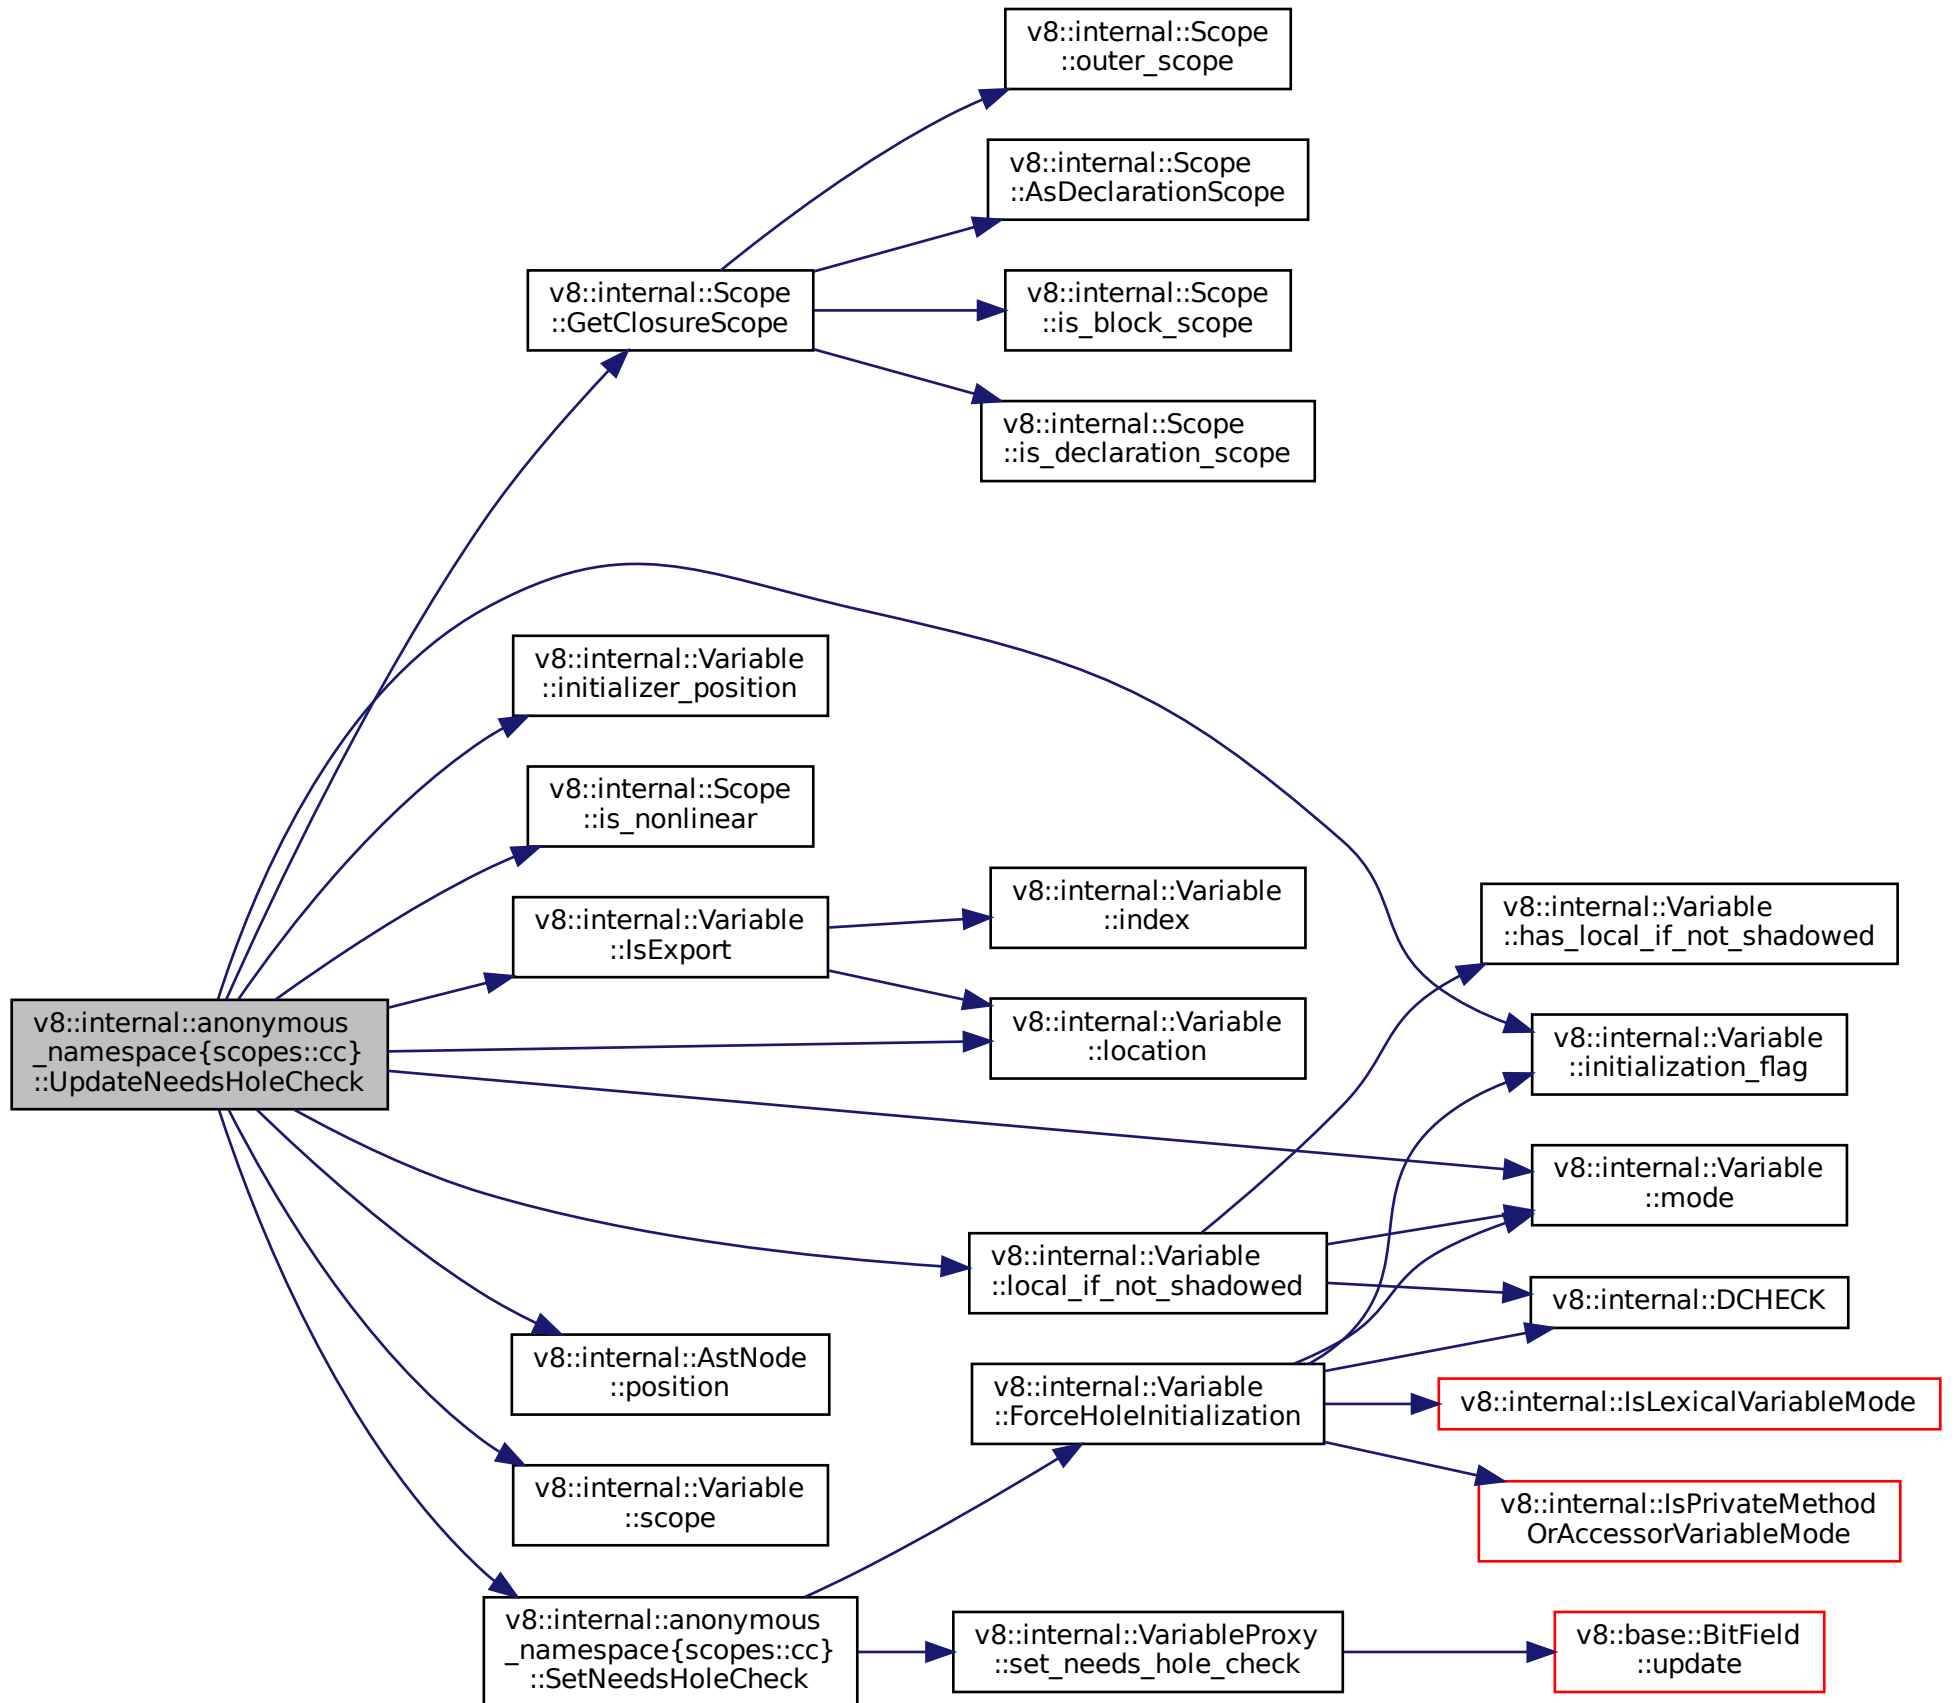 v8::internal::Scope
::outer_scope
v8::internal::Scope
::AsDeclarationScope
v8::internal::Scope
::GetClosureScope
v8::internal::Scope
::is_block_scope
v8::internal::Scope
::is_declaration_scope
v8::internal::Variable
::initializer_position
v8::internal::Scope
::is_nonlinear
v8::internal::Variable
::IsExport
v8::internal::Variable
::index
v8::internal::Variable
::has_local_if_not_shadowed
v8::internal::anonymous
_namespace{scopes::cc}
::UpdateNeedsHoleCheck
v8::internal::Variable
::location
v8::internal::Variable
::initialization_flag
v8::internal::Variable
::mode
v8::internal::Variable
::local_if_not_shadowed
v8::internal::DCHECK
v8::internal::AstNode
::position
v8::internal::Variable
::ForceHoleInitialization
v8::internal::IsLexicalVariableMode
v8::internal::Variable
::scope
v8::internal::IsPrivateMethod
OrAccessorVariableMode
v8::internal::anonymous
_namespace{scopes::cc}
::SetNeedsHoleCheck
v8::internal::VariableProxy
::set_needs_hole_check
v8::base::BitField
::update